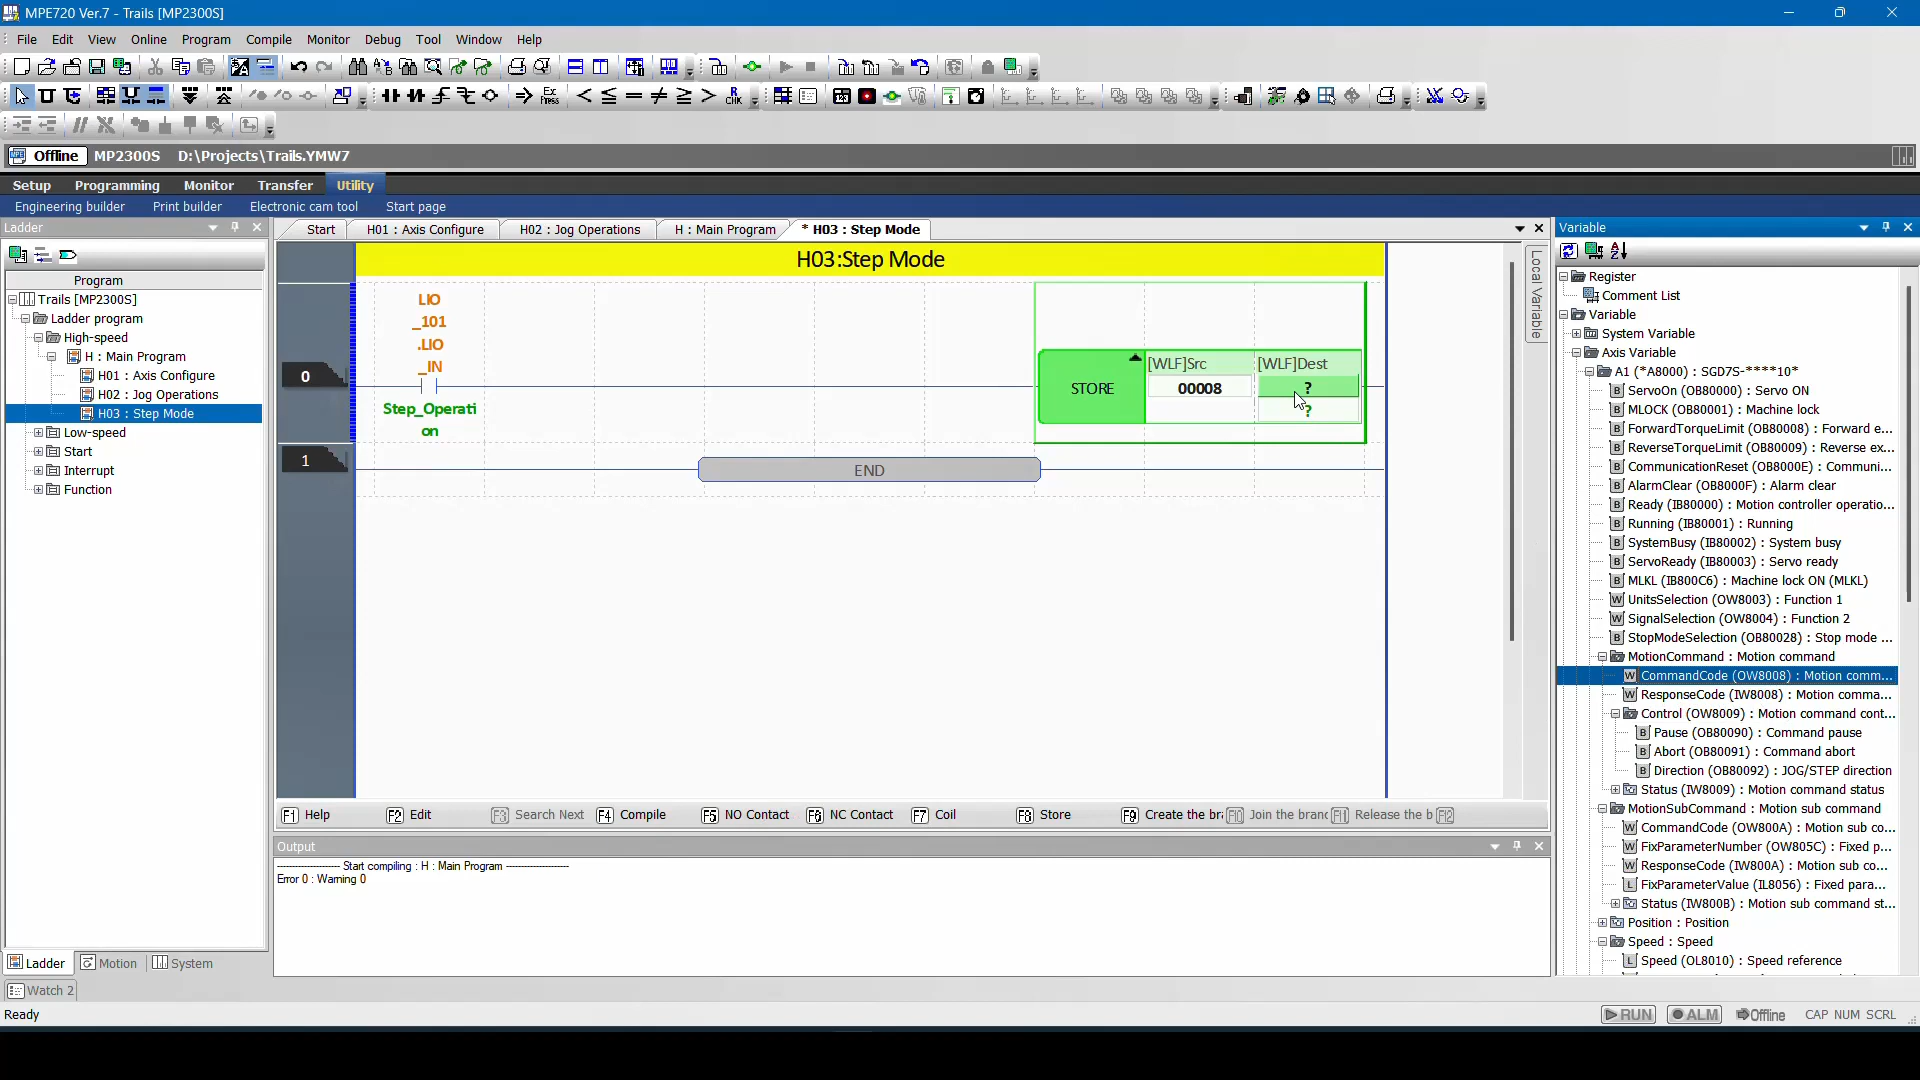 MPE720 Ver.7 - Trails [MP2300S]
File Edit View Online Program Compile Monitor Debug Tool Window Help
Ex
Press
R
CHK
Offline MP2300S D:\Projects\Trails.YMW7
Setup Programming Monitor Transfer Utility
Engineering builder Print builder Electronic cam tool Start page
Ladder
Program
Trails [MP2300S]
Ladder program
High-speed
H : Main Program
H01 : Axis Configure
H02 : Jog Operations
H03 : Step Mode
Low-speed
Start
Interrupt
Function
Ladder Motion System
Watch 2
Start H01 : Axis Configure H02 : Jog Operations H : Main Program * H03 : Step Mode
H03:Step Mode
0
LIO
_101
.LIO
_IN
Step_Operati
on
STORE
[WLF]Src
00008
[WLF]Dest
?
?
1
END
Local Variable
F1 Help F2 Edit F3 Search Next F4 Compile F5 NO Contact F6 NC Contact F7 Coil F8 Store F9 Create the br F10 Join the branc F11 Release the b F12
Output
-------------------- Start compiling : H : Main Program --------------------
Error 0 : Warning 0
Variable
Register
Comment List
Variable
System Variable
Axis Variable
A1 (*A8000) : SGD7S-****10*
ServoOn (OB80000) : Servo ON
MLOCK (OB80001) : Machine lock
ForwardTorqueLimit (OB80008) : Forward e...
ReverseTorqueLimit (OB80009) : Reverse ex...
CommunicationReset (OB8000E) : Communi...
AlarmClear (OB8000F) : Alarm clear
Ready (IB80000) : Motion controller operatio...
Running (IB80001) : Running
SystemBusy (IB80002) : System busy
ServoReady (IB80003) : Servo ready
MLKL (IB800C6) : Machine lock ON (MLKL)
UnitsSelection (OW8003) : Function 1
SignalSelection (OW8004) : Function 2
StopModeSelection (OB80028) : Stop mode ...
MotionCommand : Motion command
CommandCode (OW8008) : Motion comm...
ResponseCode (IW8008) : Motion comma...
Control (OW8009) : Motion command cont...
Pause (OB80090) : Command pause
Abort (OB80091) : Command abort
Direction (OB80092) : JOG/STEP direction
Status (IW8009) : Motion command status
MotionSubCommand : Motion sub command
CommandCode (OW800A) : Motion sub co...
FixParameterNumber (OW805C) : Fixed p...
ResponseCode (IW800A) : Motion sub co...
FixParameterValue (IL8056) : Fixed para...
Status (IW800B) : Motion sub command st...
Position : Position
Speed : Speed
Speed (OL8010) : Speed reference
Ready RUN ALM Offline CAP NUM SCRL